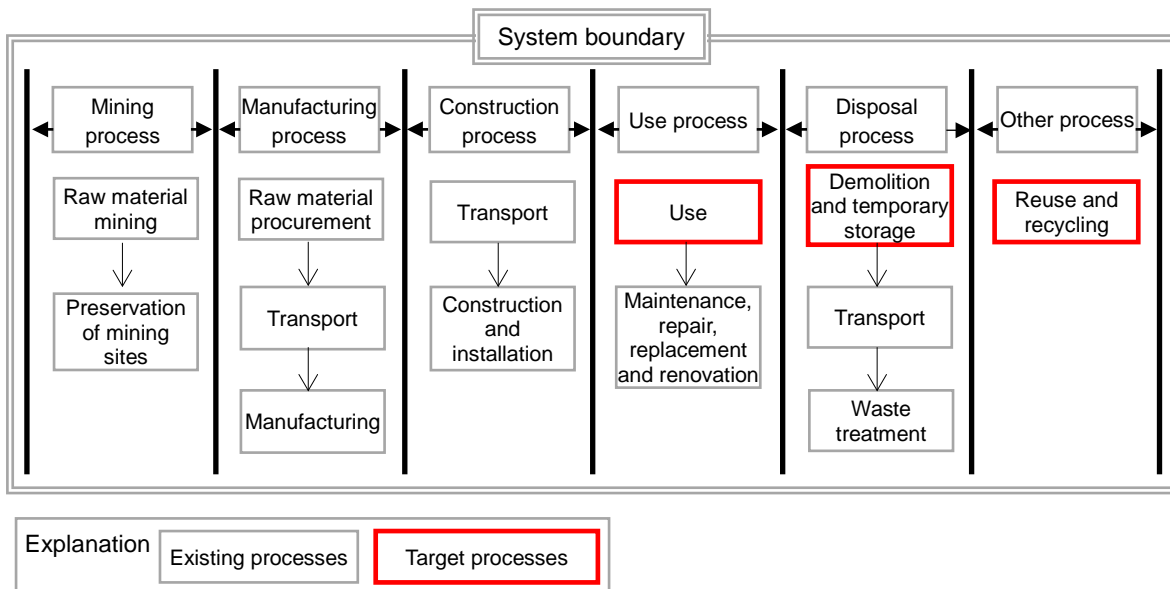 System boundary
Mining
process
Manufacturing
process
Construction
process
Use process
Disposal
process
Other process
Raw material
mining
Preservation
of mining
sites
Raw material
procurement
Transport
Manufacturing
Transport
Construction
and
installation
Use
Maintenance,
repair,
replacement
and renovation
Demolition
and temporary
storage
Transport
Waste
treatment
Reuse and
recycling
Explanation
Existing processes
Target processes